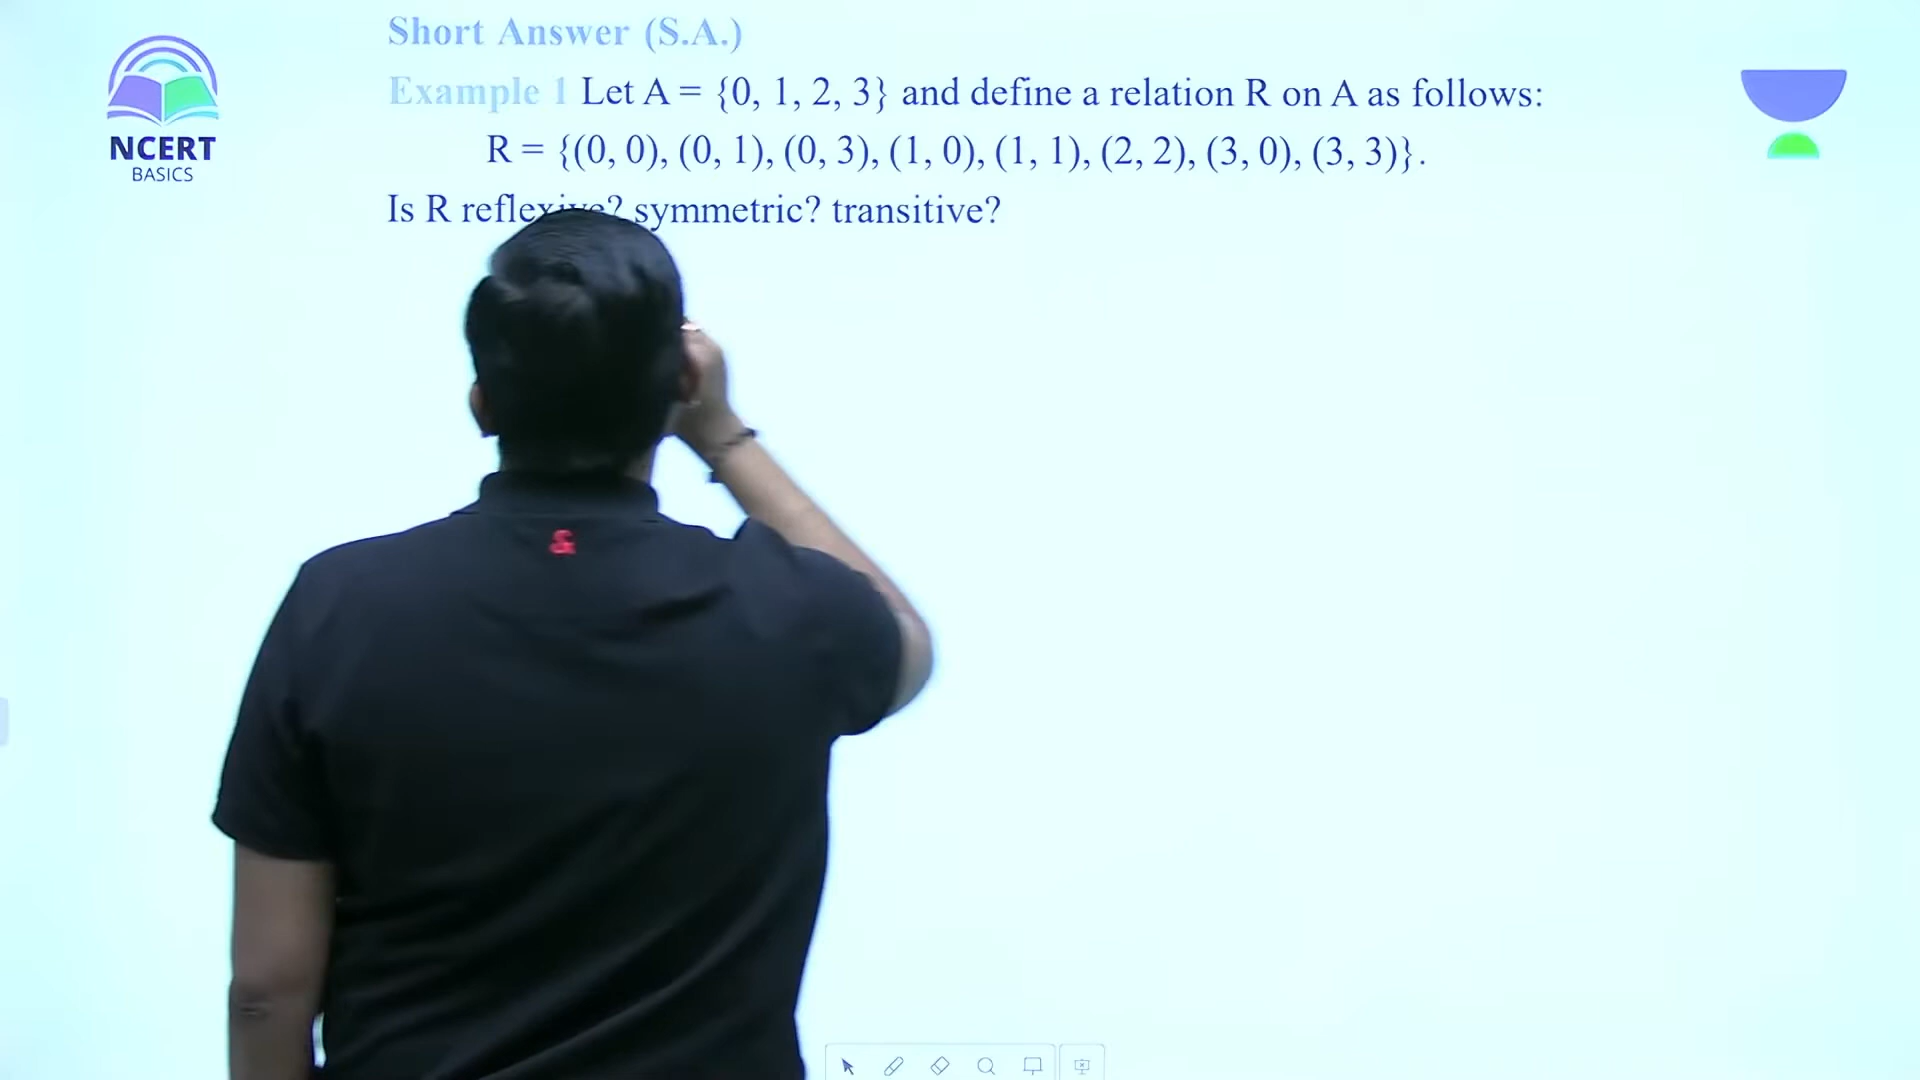 Short Answer (S.A.)
Example 1 Let A = {0, 1, 2, 3} and define a relation R on A as follows:
R = {(0, 0), (0, 1), (0, 3), (1, 0), (1, 1), (2, 2), (3, 0), (3, 3)}.
Is R reflexive? symmetric? transitive?
NCERT
BASICS
&